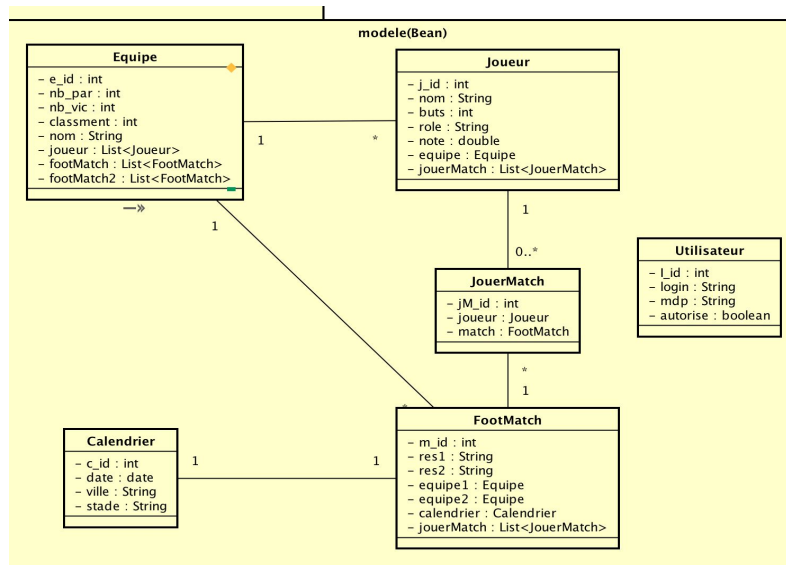 modele(Bean)
Equipe
– e_id : int
– nb_par : int
– nb_vic : int
– classment : int
– nom : String
– joueur : List<Joueur>
– footMatch : List<FootMatch>
– footMatch2 : List<FootMatch>
Joueur
– j_id : int
– nom : String
– buts : int
– role : String
– note : double
– equipe : Equipe
– jouerMatch : List<JouerMatch>
1
*
1
1
0..*
JouerMatch
– jM_id : int
– joueur : Joueur
– match : FootMatch
Utilisateur
– l_id : int
– login : String
– mdp : String
– autorise : boolean
*
1
*
FootMatch
– m_id : int
– res1 : String
– res2 : String
– equipe1 : Equipe
– equipe2 : Equipe
– calendrier : Calendrier
– jouerMatch : List<JouerMatch>
Calendrier
– c_id : int
– date : date
– ville : String
– stade : String
1
1